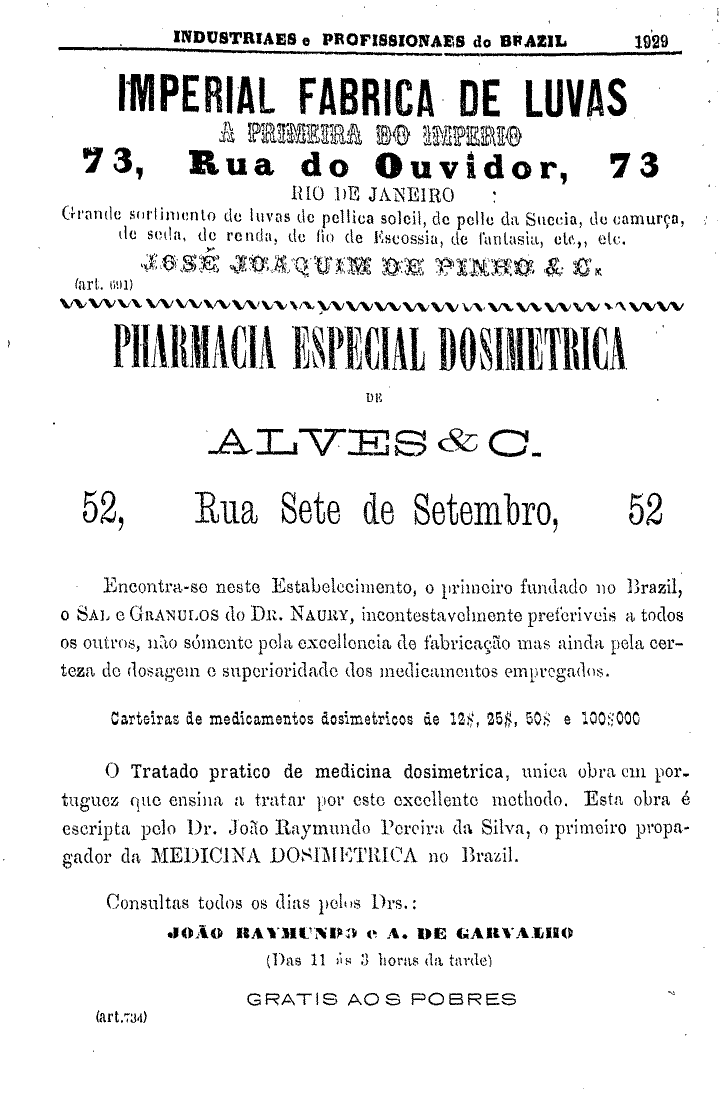 INDUSTRIAES e PROFISSIONAES do BRAZIL 1929
IMPERIAL FABRICA DE LUVAS
A PRIMEIRA DO IMPERIO
73, Rua do Ouvidor, 73
RIO DE JANEIRO
Grande sortimento de luvas de pellica soleil, de pelle da Suecia, de camurça,
de seda, de renda, de fio de Escossia, de fantasia, etc., etc.
JOSÉ JOAQUIM DE PINHO & C.
(art. 691)
PHARMACIA ESPECIAL DOSIMETRICA
DE
ALVES & C.
52, Rua Sete de Setembro, 52
Encontra-se neste Estabelecimento, o primeiro fundado no Brazil,
o SAL e GRANULOS do DR. NAURY, incontestavelmente preferiveis a todos
os outros, não sómente pela excellencia de fabricação mas ainda pela cer-
teza de dosagem e superioridade dos medicamentos empregados.
Carteiras de medicamentos dosimetricos de 12$, 25$, 50$ e 100$000
O Tratado pratico de medicina dosimetrica, unica obra em por-
tuguez que ensina a tratar por este excellente methodo. Esta obra é
escripta pelo Dr. João Raymundo Pereira da Silva, o primeiro propa-
gador da MEDICINA DOSIMETRICA no Brazil.
Consultas todos os dias pelos Drs.:
JOÃO RAYMUNDO e A. DE CARVALHO
(Das 11 ás 3 horas da tarde)
GRATIS AOS POBRES
(art. 734)